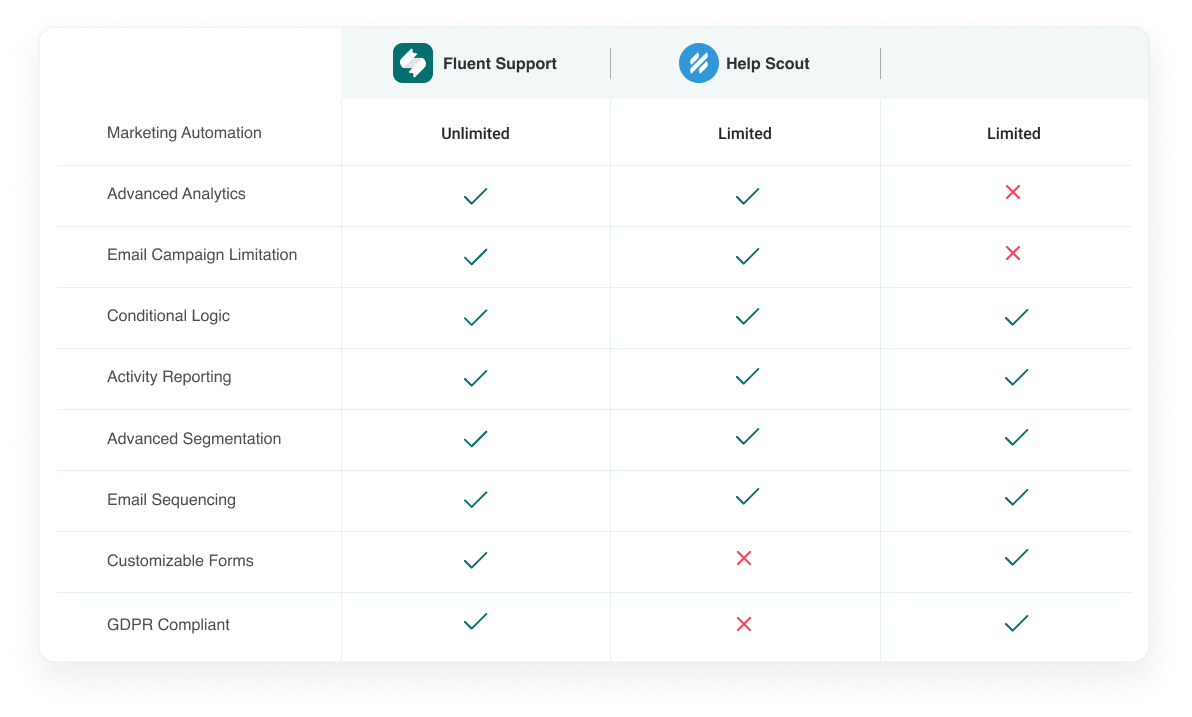 Fluent Support Help Scout
Marketing Automation Unlimited Limited Limited
Advanced Analytics
Email Campaign Limitation
Conditional Logic
Activity Reporting
Advanced Segmentation
Email Sequencing
Customizable Forms
GDPR Compliant